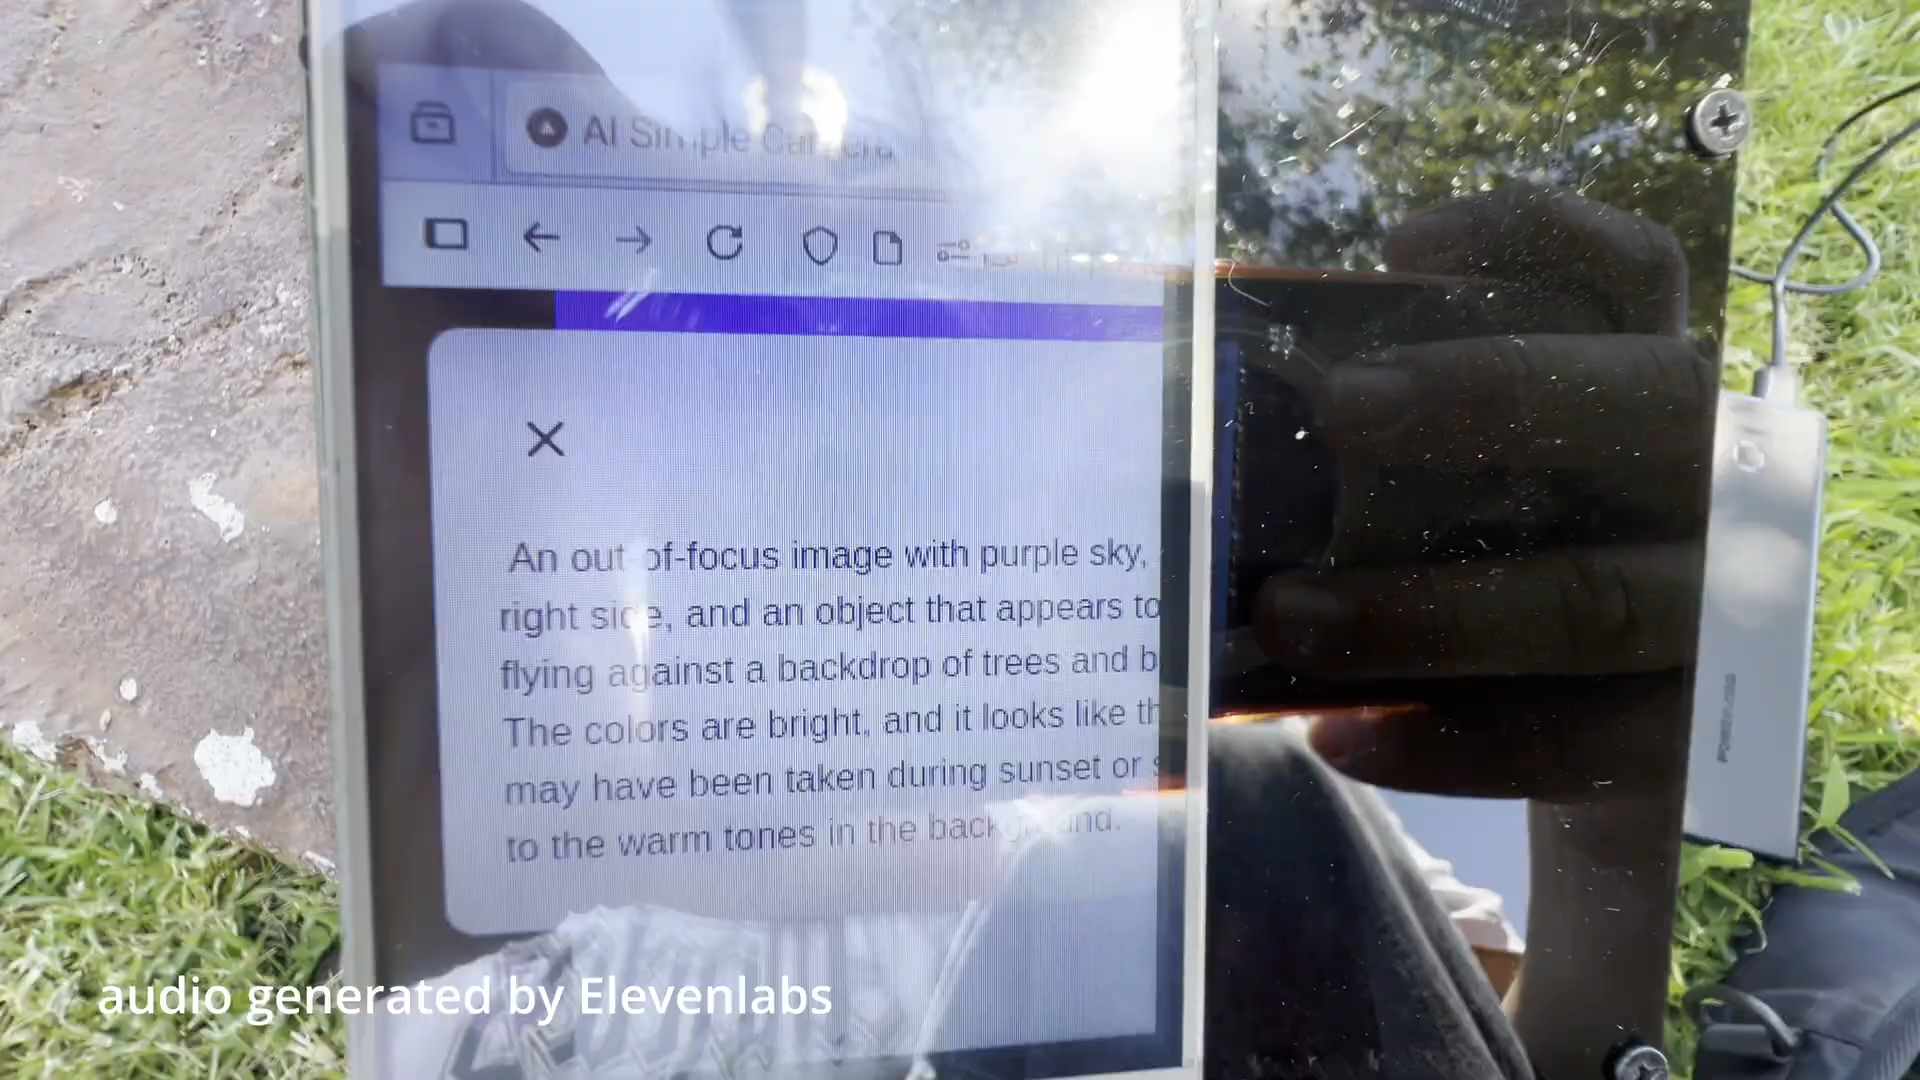 AI Simple Camera
An out of-focus image with purple sky,
right side, and an object that appears to
flying against a backdrop of trees and b
The colors are bright, and it looks like th
may have been taken during sunset or s
to the warm tones in the background.
audio generated by Elevenlabs